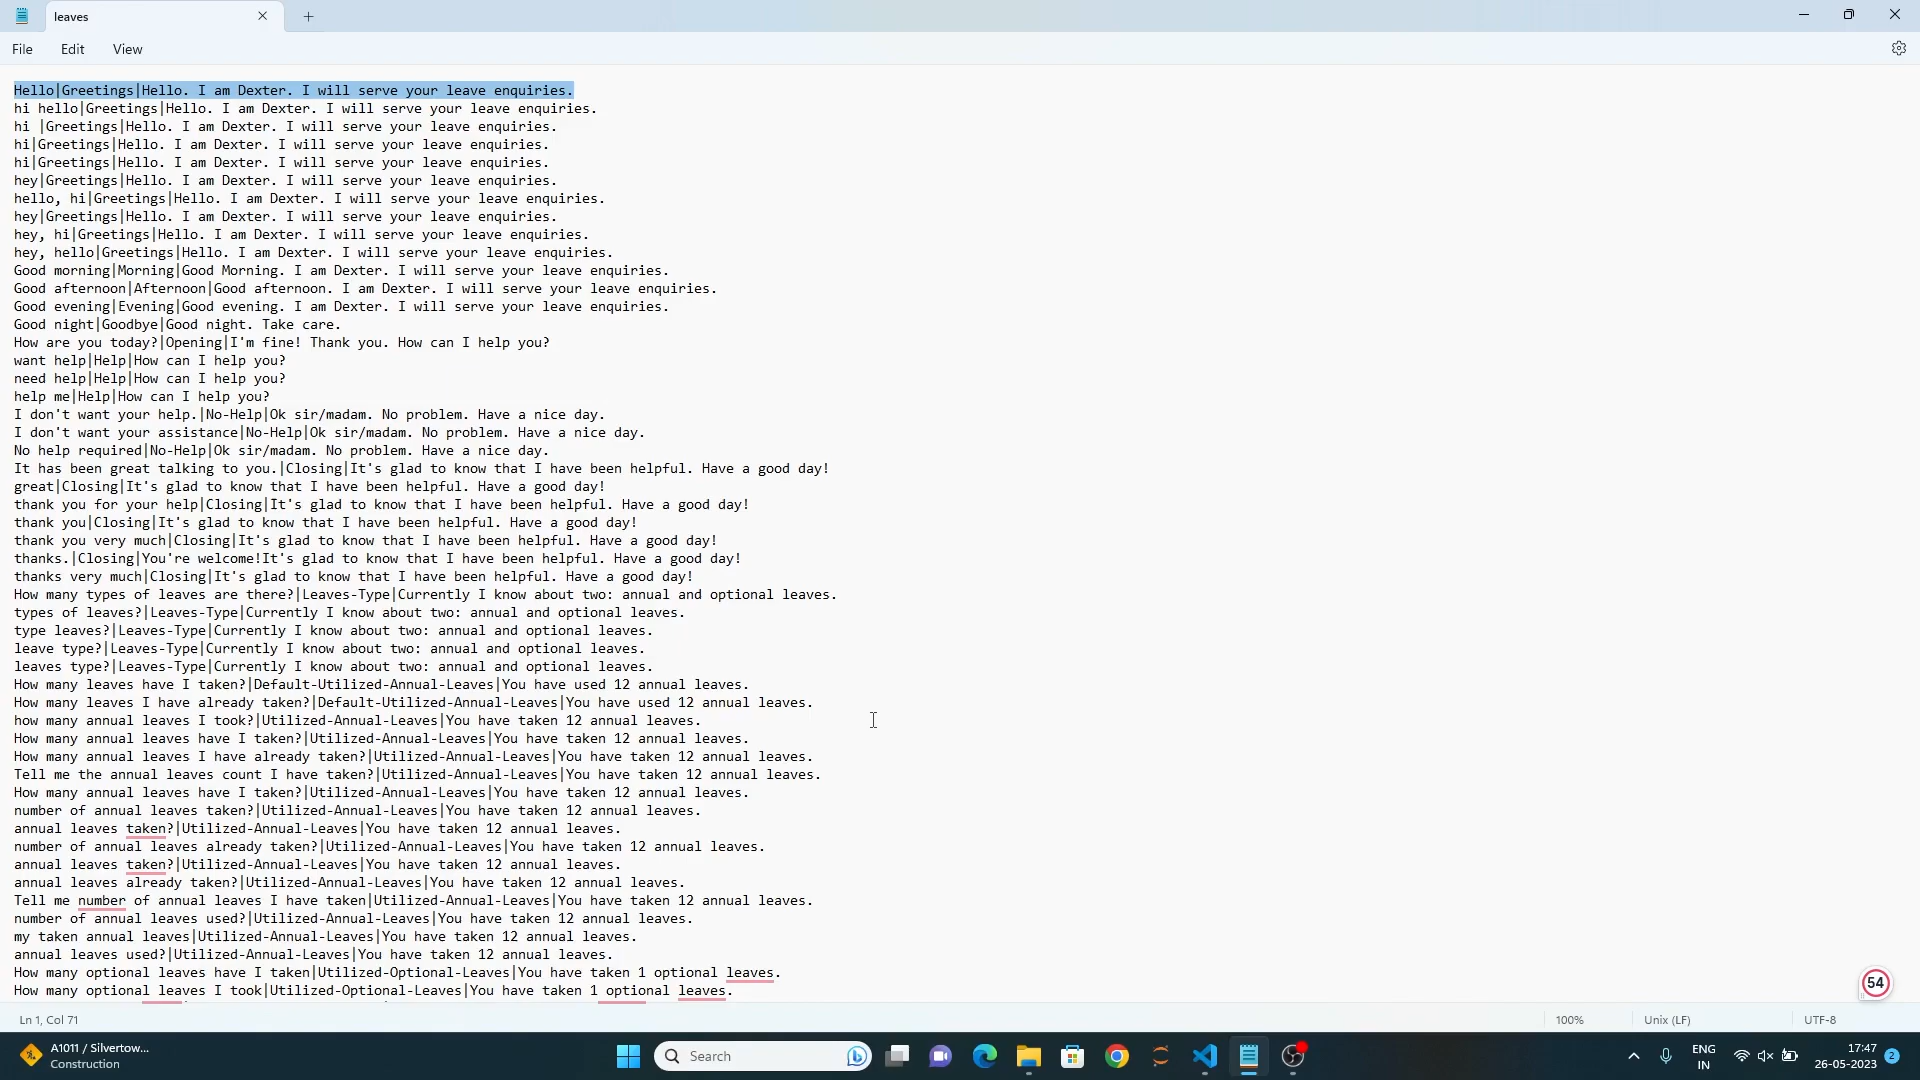 leaves
File Edit View
Hello|Greetings|Hello. I am Dexter. I will serve your leave enquiries.
hi hello|Greetings|Hello. I am Dexter. I will serve your leave enquiries.
hi |Greetings|Hello. I am Dexter. I will serve your leave enquiries.
hi|Greetings|Hello. I am Dexter. I will serve your leave enquiries.
hi|Greetings|Hello. I am Dexter. I will serve your leave enquiries.
hey|Greetings|Hello. I am Dexter. I will serve your leave enquiries.
hello, hi|Greetings|Hello. I am Dexter. I will serve your leave enquiries.
hey|Greetings|Hello. I am Dexter. I will serve your leave enquiries.
hey, hi|Greetings|Hello. I am Dexter. I will serve your leave enquiries.
hey, hello|Greetings|Hello. I am Dexter. I will serve your leave enquiries.
Good morning|Morning|Good Morning. I am Dexter. I will serve your leave enquiries.
Good afternoon|Afternoon|Good afternoon. I am Dexter. I will serve your leave enquiries.
Good evening|Evening|Good evening. I am Dexter. I will serve your leave enquiries.
Good night|Goodbye|Good night. Take care.
How are you today?|Opening|I'm fine! Thank you. How can I help you?
want help|Help|How can I help you?
need help|Help|How can I help you?
help me|Help|How can I help you?
I don't want your help.|No-Help|Ok sir/madam. No problem. Have a nice day.
I don't want your assistance|No-Help|Ok sir/madam. No problem. Have a nice day.
No help required|No-Help|Ok sir/madam. No problem. Have a nice day.
It has been great talking to you.|Closing|It's glad to know that I have been helpful. Have a good day!
great|Closing|It's glad to know that I have been helpful. Have a good day!
thank you for your help|Closing|It's glad to know that I have been helpful. Have a good day!
thank you|Closing|It's glad to know that I have been helpful. Have a good day!
thank you very much|Closing|It's glad to know that I have been helpful. Have a good day!
thanks.|Closing|You're welcome!It's glad to know that I have been helpful. Have a good day!
thanks very much|Closing|It's glad to know that I have been helpful. Have a good day!
How many types of leaves are there?|Leaves-Type|Currently I know about two: annual and optional leaves.
types of leaves?|Leaves-Type|Currently I know about two: annual and optional leaves.
type leaves?|Leaves-Type|Currently I know about two: annual and optional leaves.
leave type?|Leaves-Type|Currently I know about two: annual and optional leaves.
leaves type?|Leaves-Type|Currently I know about two: annual and optional leaves.
How many leaves have I taken?|Default-Utilized-Annual-Leaves|You have used 12 annual leaves.
How many leaves I have already taken?|Default-Utilized-Annual-Leaves|You have used 12 annual leaves.
how many annual leaves I took?|Utilized-Annual-Leaves|You have taken 12 annual leaves.
How many annual leaves have I taken?|Utilized-Annual-Leaves|You have taken 12 annual leaves.
How many annual leaves I have already taken?|Utilized-Annual-Leaves|You have taken 12 annual leaves.
Tell me the annual leaves count I have taken?|Utilized-Annual-Leaves|You have taken 12 annual leaves.
How many annual leaves have I taken?|Utilized-Annual-Leaves|You have taken 12 annual leaves.
number of annual leaves taken?|Utilized-Annual-Leaves|You have taken 12 annual leaves.
annual leaves taken?|Utilized-Annual-Leaves|You have taken 12 annual leaves.
number of annual leaves already taken?|Utilized-Annual-Leaves|You have taken 12 annual leaves.
annual leaves taken?|Utilized-Annual-Leaves|You have taken 12 annual leaves.
annual leaves already taken?|Utilized-Annual-Leaves|You have taken 12 annual leaves.
Tell me number of annual leaves I have taken|Utilized-Annual-Leaves|You have taken 12 annual leaves.
number of annual leaves used?|Utilized-Annual-Leaves|You have taken 12 annual leaves.
my taken annual leaves|Utilized-Annual-Leaves|You have taken 12 annual leaves.
annual leaves used?|Utilized-Annual-Leaves|You have taken 12 annual leaves.
How many optional leaves have I taken|Utilized-Optional-Leaves|You have taken 1 optional leaves.
How many optional leaves I took|Utilized-Optional-Leaves|You have taken 1 optional leaves.
54
Ln 1, Col 71 100% Unix (LF) UTF-8
A1011 / Silvertow...
Construction
Search
ENG
IN
17:47
26-05-2023
2